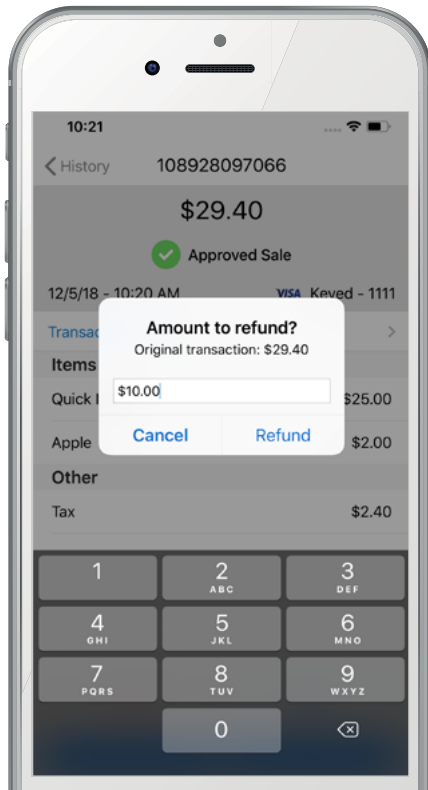 10:21
History 108928097066
$29.40
Approved Sale
12/5/18 - 10:20 AM VISA Keyed - 1111
Amount to refund?
Original transaction: $29.40
$10.00
Cancel Refund
Items
Quick $25.00
Apple $2.00
Other
Tax $2.40
1 2 ABC 3 DEF
4 GHI 5 JKL 6 MNO
7 PQRS 8 TUV 9 WXYZ
0